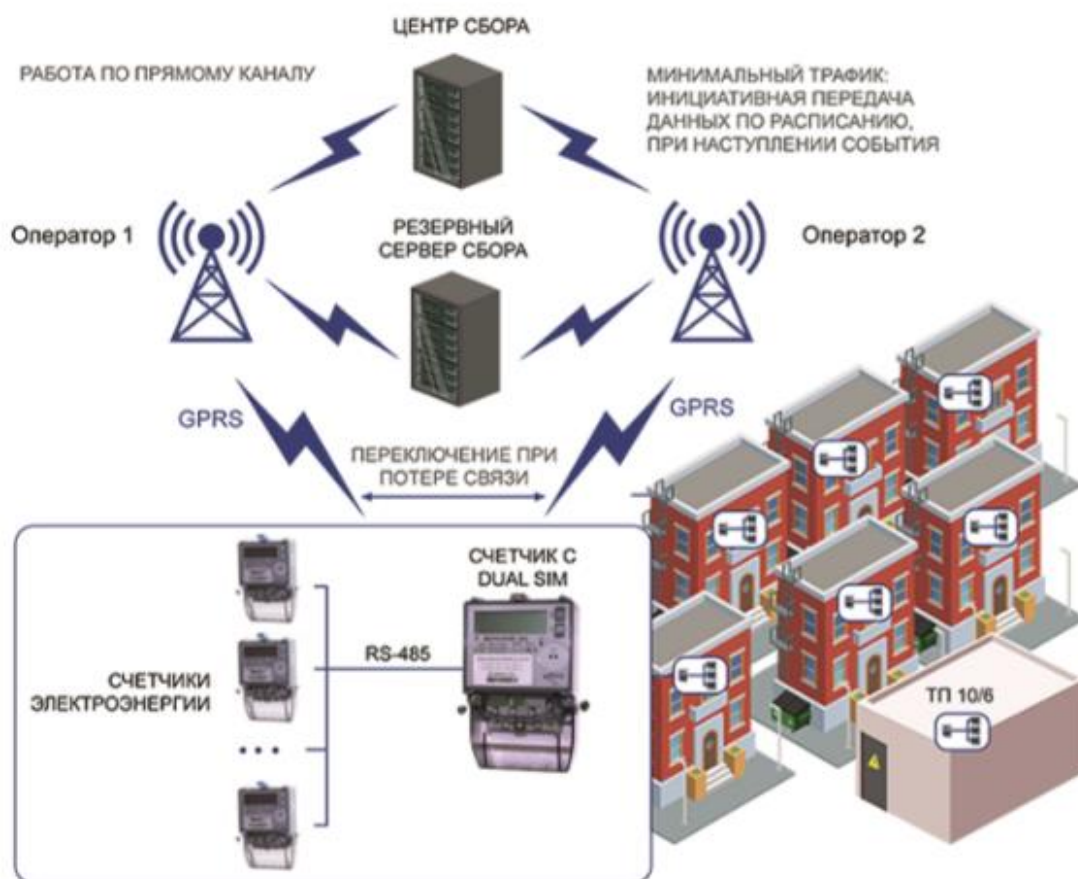 ЦЕНТР СБОРА
РАБОТА ПО ПРЯМОМУ КАНАЛУ
МИНИМАЛЬНЫЙ ТРАФИК:
ИНИЦИАТИВНАЯ ПЕРЕДАЧА
ДАННЫХ ПО РАСПИСАНИЮ,
ПРИ НАСТУПЛЕНИИ СОБЫТИЯ
Оператор 1
РЕЗЕРВНЫЙ
СЕРВЕР СБОРА
Оператор 2
GPRS
GPRS
ПЕРЕКЛЮЧЕНИЕ ПРИ
ПОТЕРЕ СВЯЗИ
СЧЕТЧИК С
DUAL SIM
RS-485
СЧЕТЧИКИ
ЭЛЕКТРОЭНЕРГИИ
...
ТП 10/6